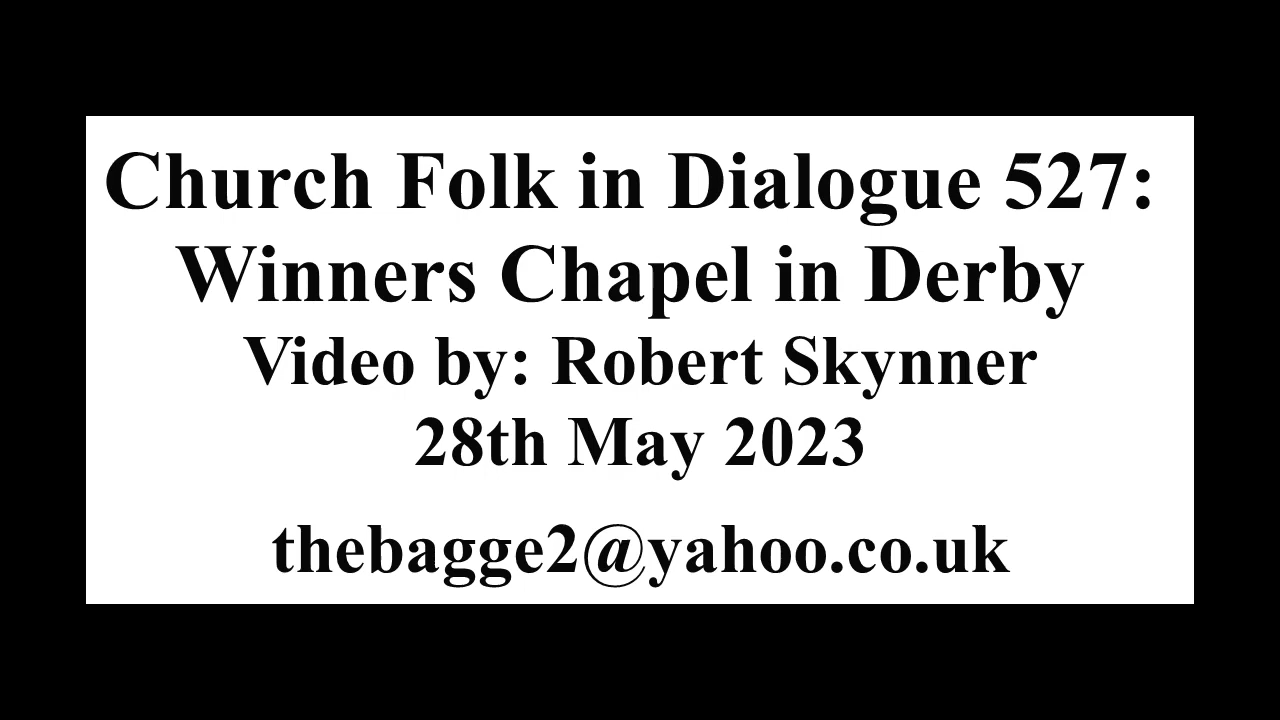 Church Folk in Dialogue 527:
Winners Chapel in Derby
Video by: Robert Skynner
28th May 2023
thebagge2@yahoo.co.uk